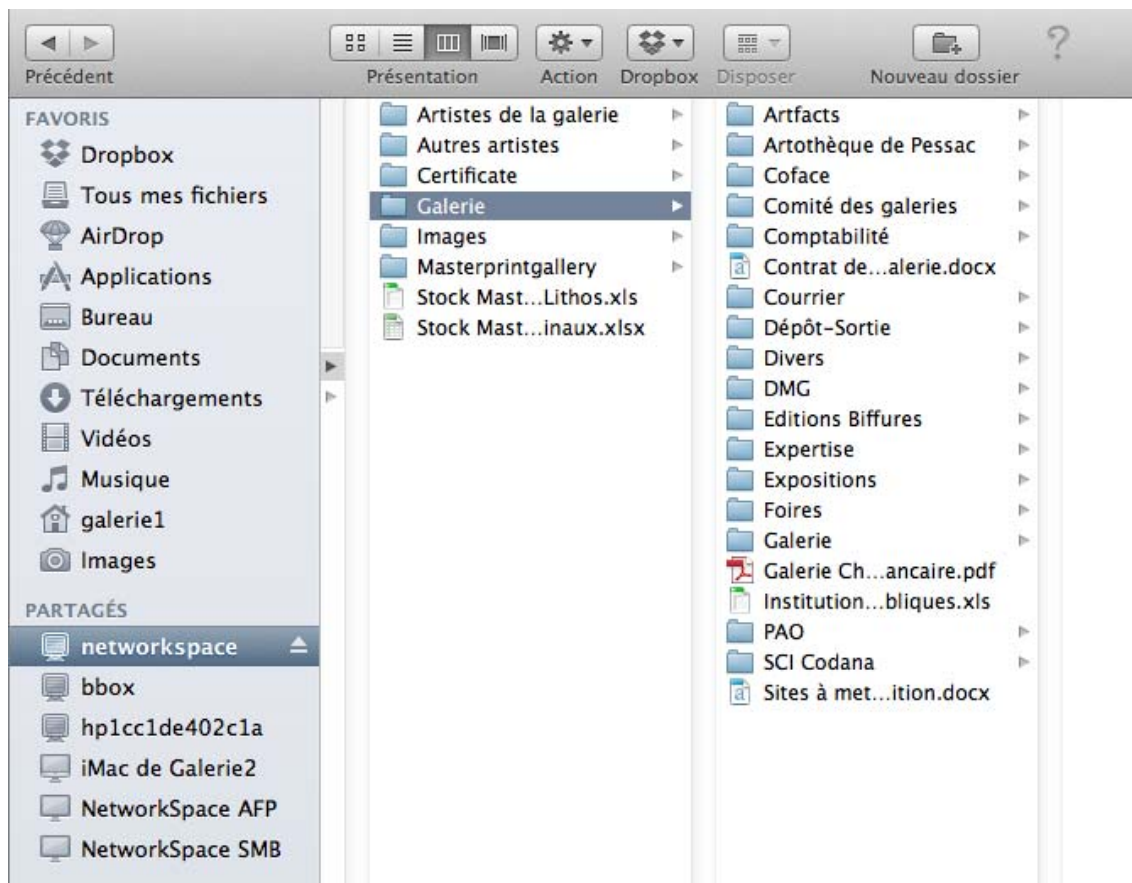 Précédent
Présentation
Action
Dropbox
Disposer
Nouveau dossier
?
FAVORIS
Dropbox
Tous mes fichiers
AirDrop
Applications
Bureau
Documents
Téléchargements
Vidéos
Musique
galerie1
Images
PARTAGÉS
networkspace
bbox
hp1cc1de402c1a
iMac de Galerie2
NetworkSpace AFP
NetworkSpace SMB
Artistes de la galerie
Autres artistes
Certificate
Galerie
Images
Masterprintgallery
Stock Mast...Lithos.xls
Stock Mast...inaux.xlsx
Artfacts
Artothèque de Pessac
Coface
Comité des galeries
Comptabilité
Contrat de...alerie.docx
Courrier
Dépôt-Sortie
Divers
DMG
Editions Biffures
Expertise
Expositions
Foires
Galerie
Galerie Ch...ancaire.pdf
Institution...bliques.xls
PAO
SCI Codana
Sites à met...ition.docx